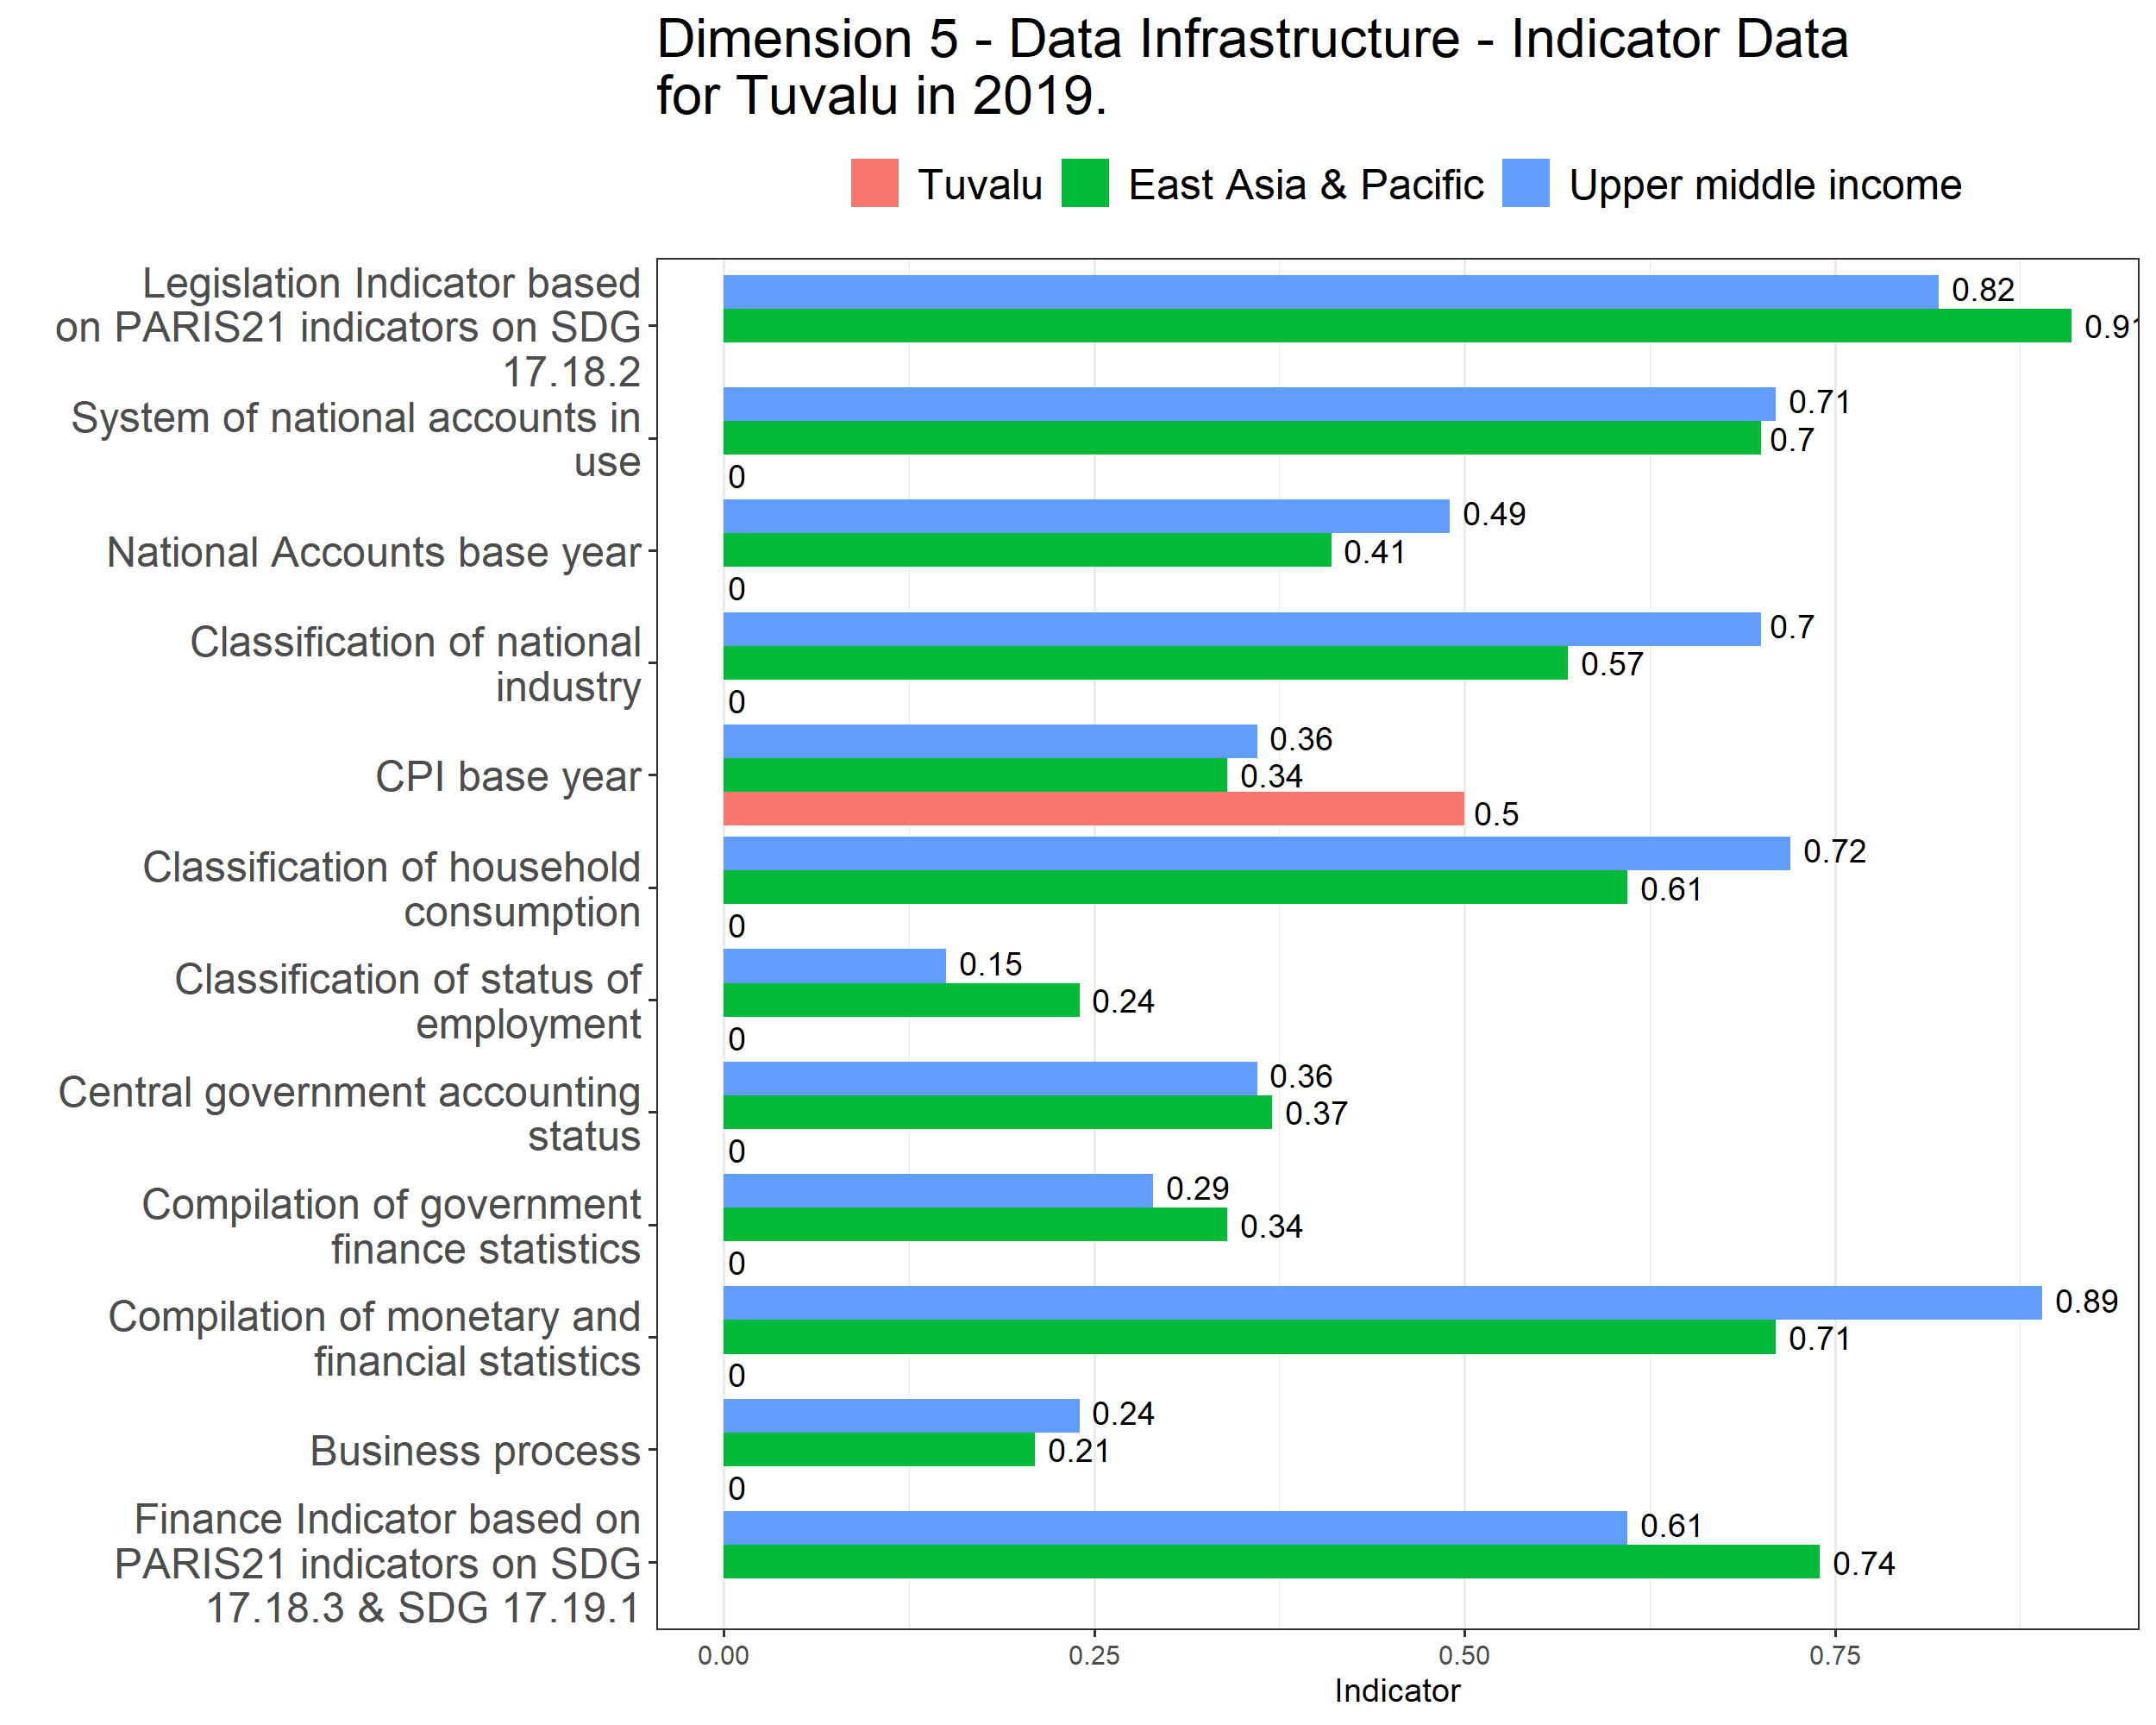 Dimension 5 - Data Infrastructure - Indicator Data
for Tuvalu in 2019.
Tuvalu
East Asia & Pacific
Upper middle income
Legislation Indicator based
on PARIS21 indicators on SDG
17.18.2
0.82
0.91
System of national accounts in
use
0.71
0.7
0
National Accounts base year
0.49
0.41
0
Classification of national
industry
0.7
0.57
0
CPI base year
0.36
0.34
0.5
Classification of household
consumption
0.72
0.61
0
Classification of status of
employment
0.15
0.24
0
Central government accounting
status
0.36
0.37
0
Compilation of government
finance statistics
0.29
0.34
0
Compilation of monetary and
financial statistics
0.89
0.71
0
Business process
0.24
0.21
0
Finance Indicator based on
PARIS21 indicators on SDG
17.18.3 & SDG 17.19.1
0.61
0.74
0.00
0.25
0.50
0.75
Indicator